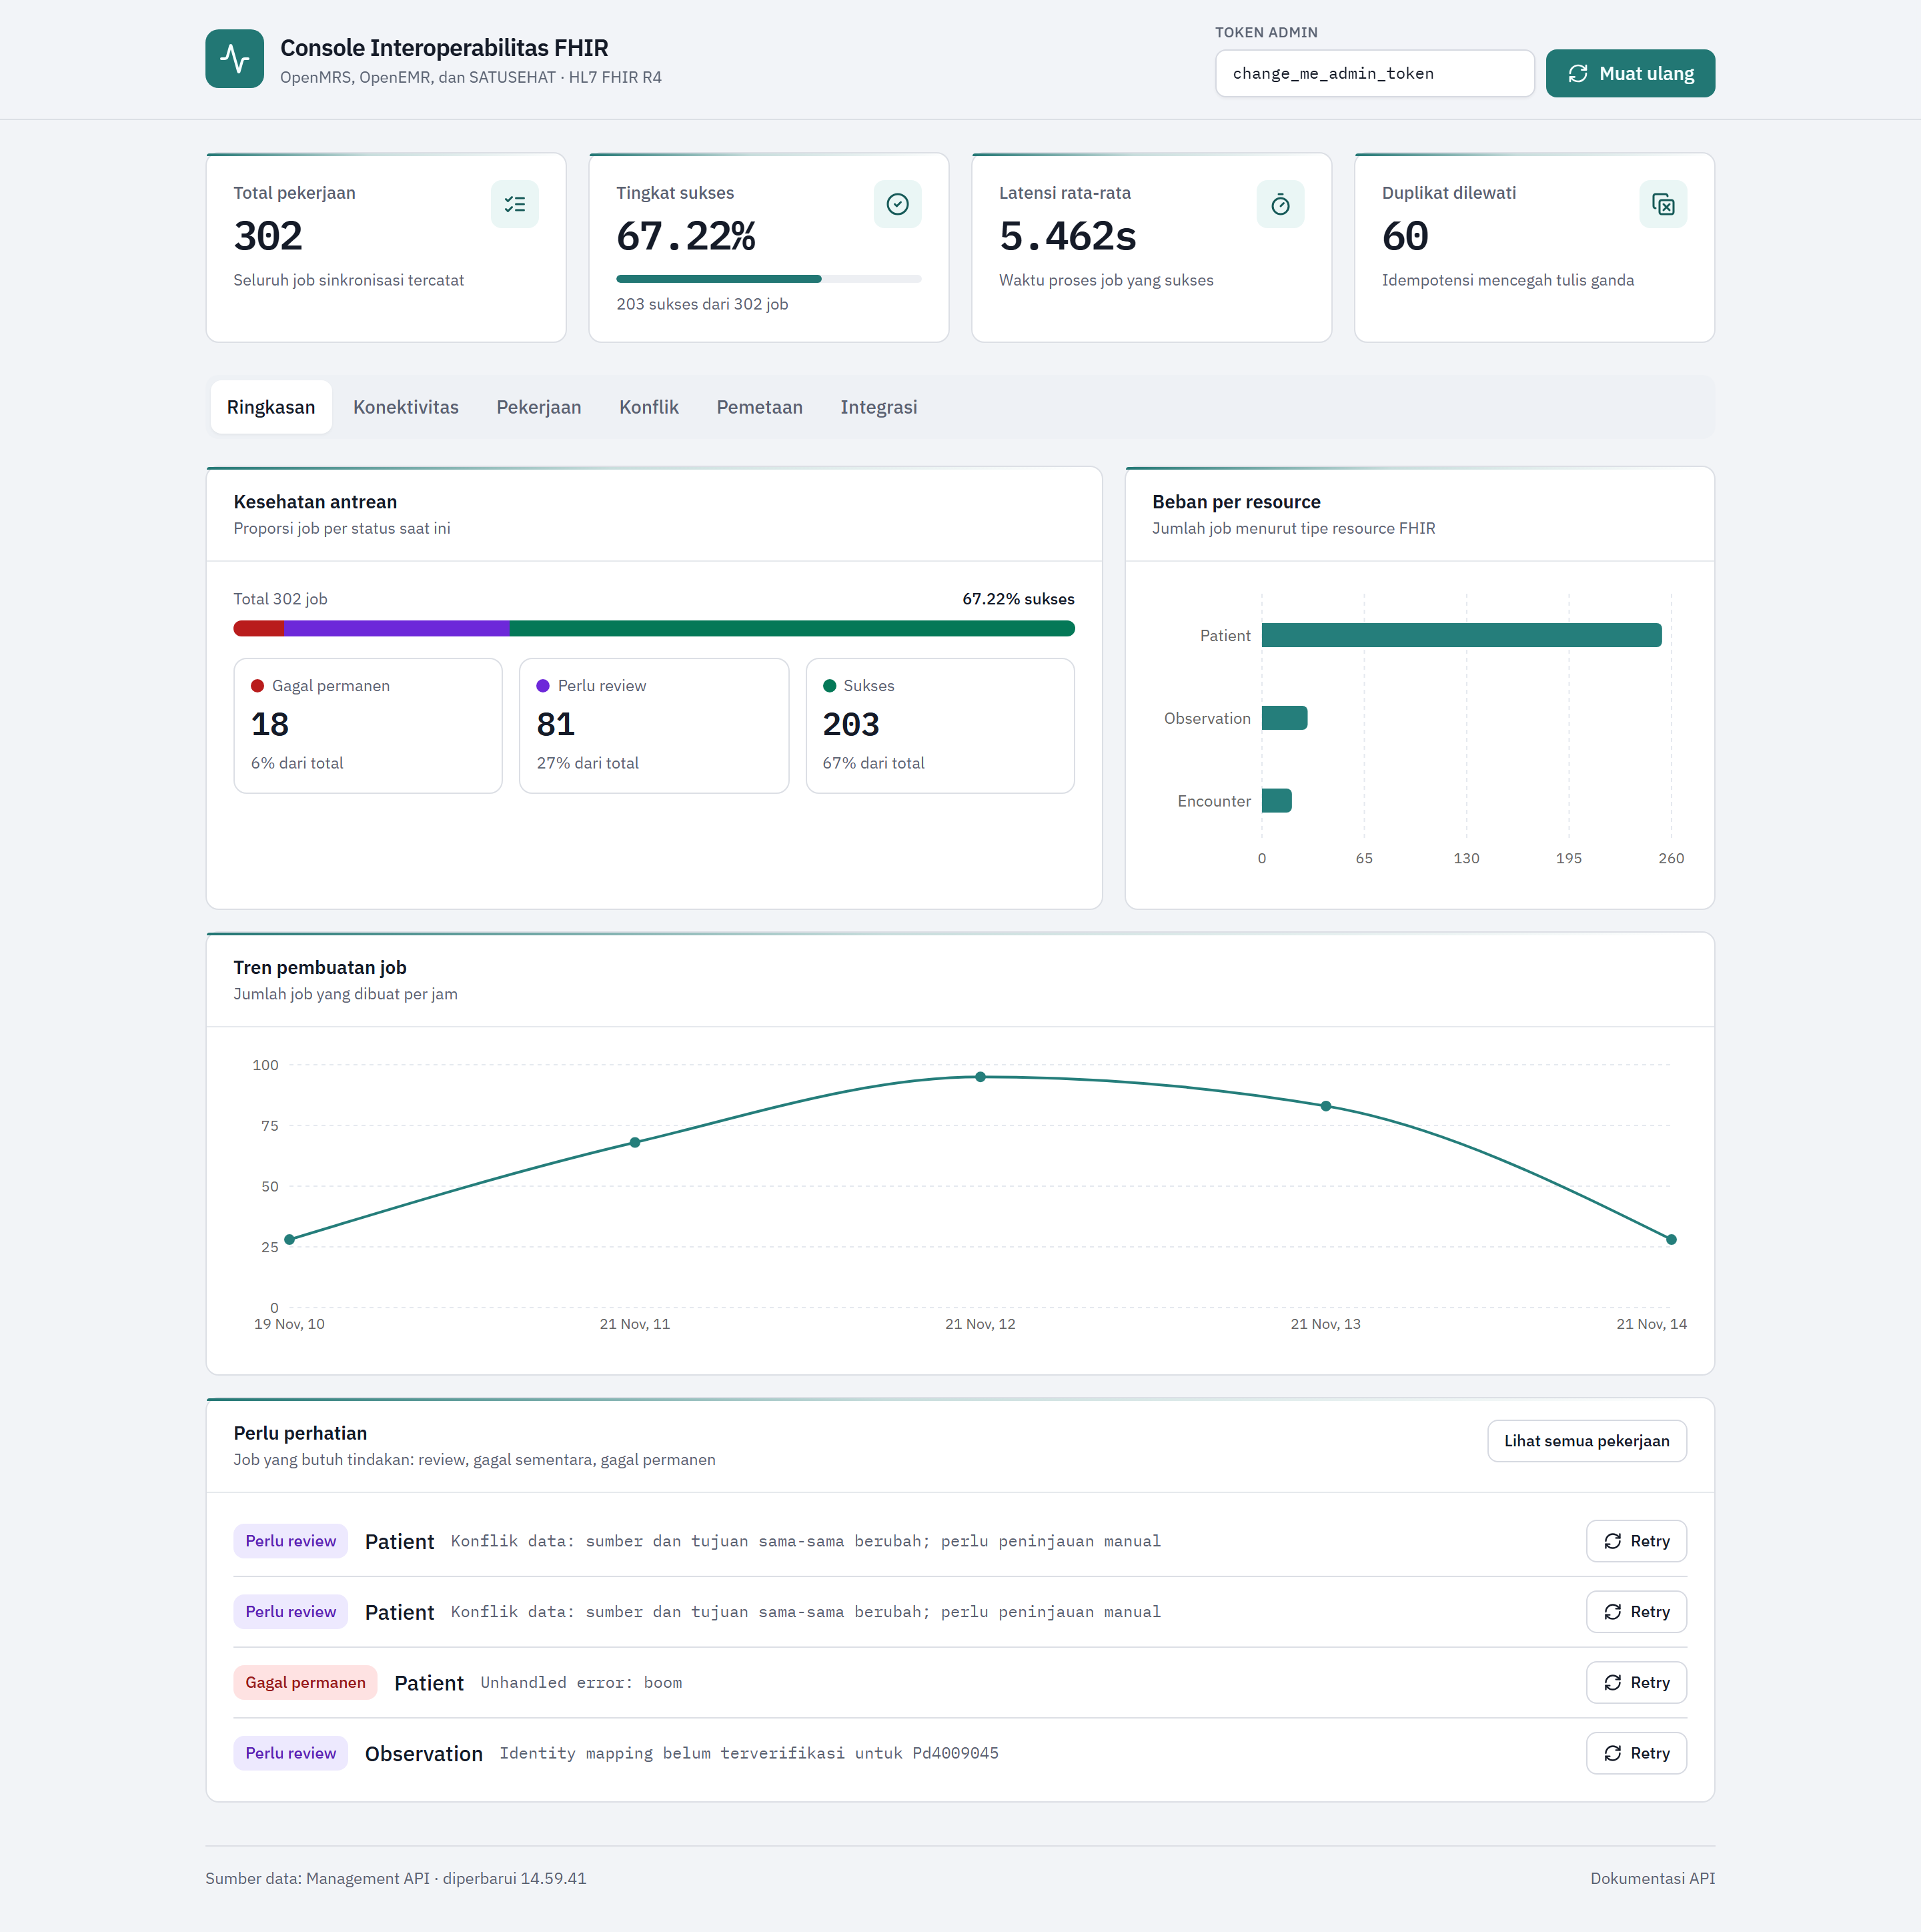 Console Interoperabilitas FHIR
OpenMRS, OpenEMR, dan SATUSEHAT · HL7 FHIR R4
TOKEN ADMIN
change_me_admin_token
Muat ulang
Total pekerjaan
302
Seluruh job sinkronisasi tercatat
Tingkat sukses
67.22%
203 sukses dari 302 job
Latensi rata-rata
5.462s
Waktu proses job yang sukses
Duplikat dilewati
60
Idempotensi mencegah tulis ganda
Ringkasan
Konektivitas
Pekerjaan
Konflik
Pemetaan
Integrasi
Kesehatan antrean
Proporsi job per status saat ini
Total 302 job
67.22% sukses
Gagal permanen
18
6% dari total
Perlu review
81
27% dari total
Sukses
203
67% dari total
Beban per resource
Jumlah job menurut tipe resource FHIR
Patient
Observation
Encounter
0 65 130 195 260
Tren pembuatan job
Jumlah job yang dibuat per jam
100
75
50
25
0
19 Nov, 10 21 Nov, 11 21 Nov, 12 21 Nov, 13 21 Nov, 14
Perlu perhatian
Job yang butuh tindakan: review, gagal sementara, gagal permanen
Lihat semua pekerjaan
Perlu review Patient Konflik data: sumber dan tujuan sama-sama berubah; perlu peninjauan manual Retry
Perlu review Patient Konflik data: sumber dan tujuan sama-sama berubah; perlu peninjauan manual Retry
Gagal permanen Patient Unhandled error: boom Retry
Perlu review Observation Identity mapping belum terverifikasi untuk Pd4009045 Retry
Sumber data: Management API · diperbarui 14.59.41
Dokumentasi API